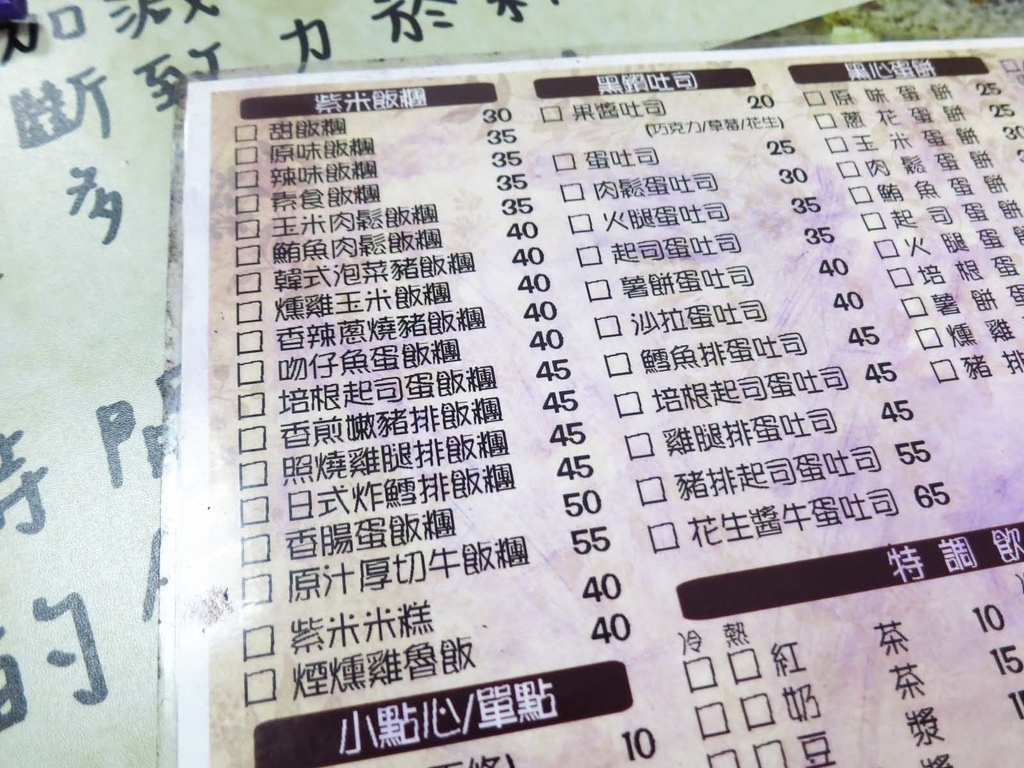 加減
斷致力於
多
的
紫米飯糰
□ 甜飯糰 30
□ 原味飯糰 35
□ 辣味飯糰 35
□ 素食飯糰 35
□ 玉米肉鬆飯糰 35
□ 鮪魚肉鬆飯糰 40
□ 韓式泡菜豬飯糰 40
□ 燻雞玉米飯糰 40
□ 香辣蔥燒豬飯糰 40
□ 吻仔魚蛋飯糰 40
□ 培根起司蛋飯糰 45
□ 香煎嫩豬排飯糰 45
□ 照燒雞腿排飯糰 45
□ 日式炸鱈排飯糰 45
□ 香腸蛋飯糰 50
□ 原汁厚切牛飯糰 55
□ 紫米米糕 40
□ 煙燻雞魯飯 40
小點心/單點
10
黑鍋吐司
□ 果醬吐司 20
(巧克力/草莓/花生)
□ 蛋吐司 25
□ 肉鬆蛋吐司 30
□ 火腿蛋吐司 35
□ 起司蛋吐司 35
□ 薯餅蛋吐司 40
□ 沙拉蛋吐司 40
□ 鱈魚排蛋吐司 45
□ 培根起司蛋吐司 45
□ 雞腿排蛋吐司 45
□ 豬排起司蛋吐司 55
□ 花生醬牛蛋吐司 65
黑心蛋餅
□ 原味蛋餅 25
□ 蔥花蛋餅 25
□ 玉米蛋餅 30
□ 肉鬆蛋餅
□ 鮪魚蛋餅
□ 起司蛋餅
□ 火腿蛋餅
□ 培根蛋
□ 薯餅蛋
□ 燻雞
□ 豬排
特調飲
冷 熱
□ □ 紅茶 10
□ □ 奶茶 15
□ □ 豆漿